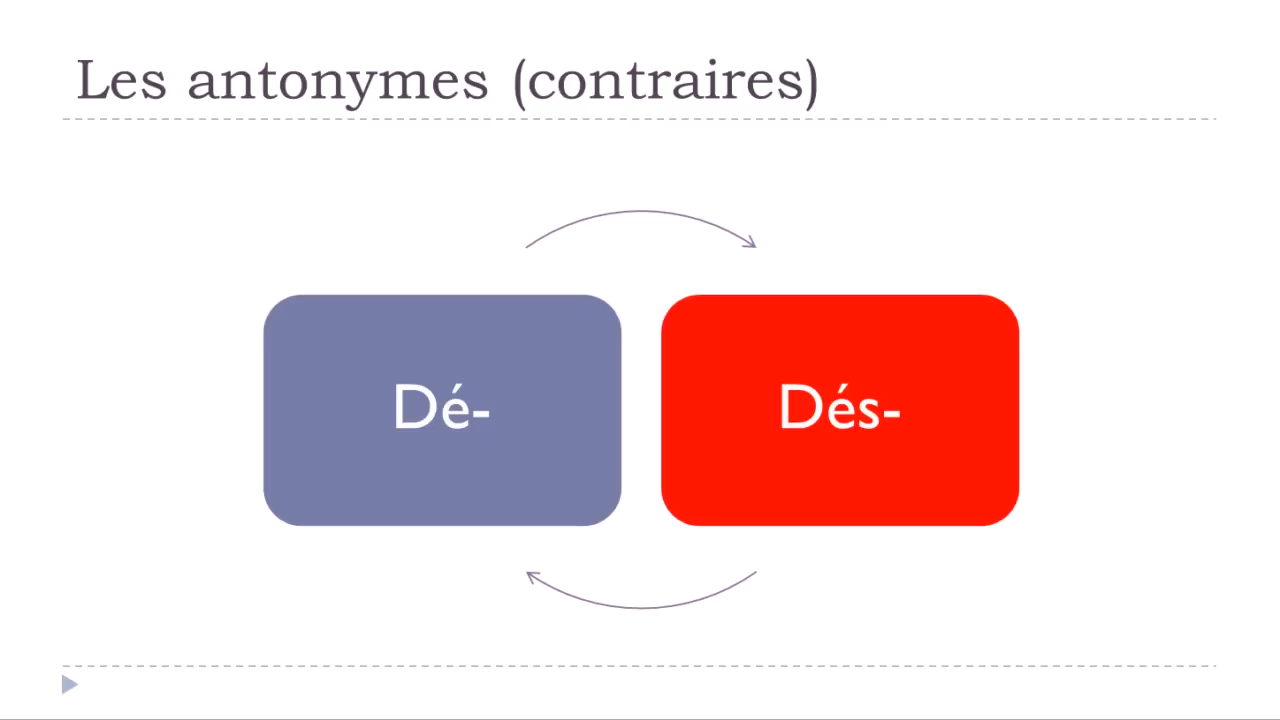 Les antonymes (contraires)
Dé-
Dés-